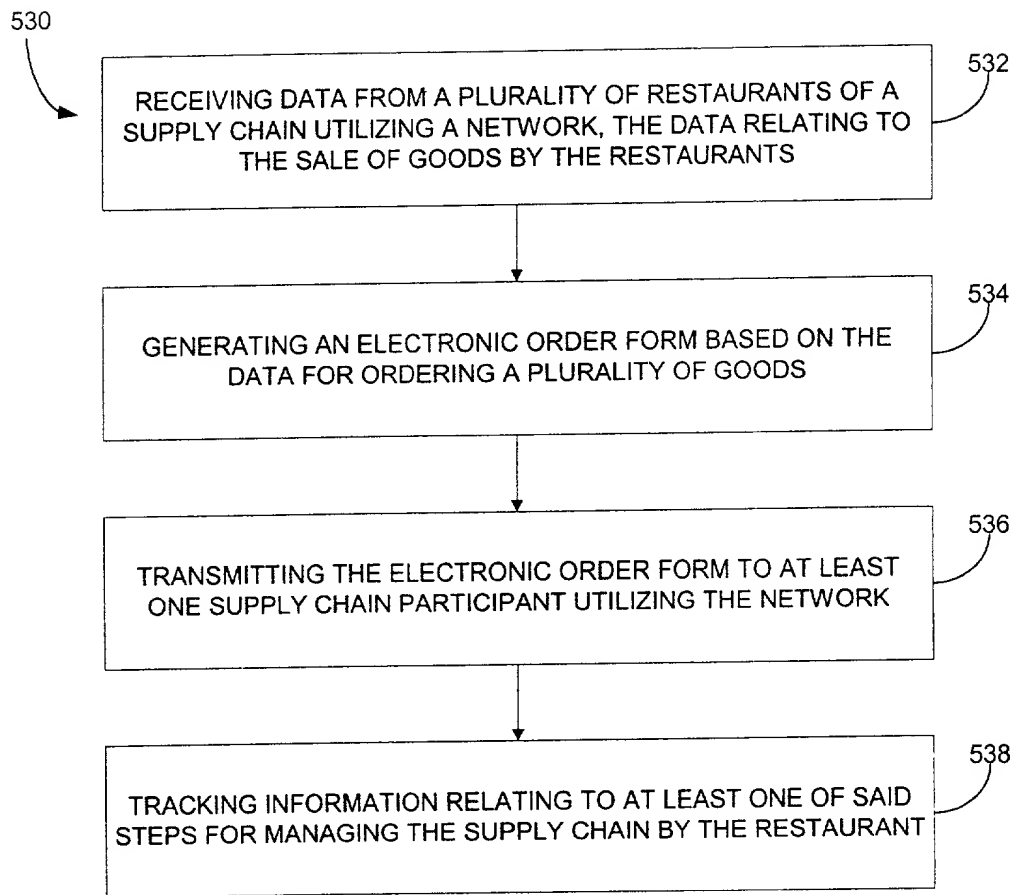 530
532
RECEIVING DATA FROM A PLURALITY OF RESTAURANTS OF A
SUPPLY CHAIN UTILIZING A NETWORK, THE DATA RELATING TO
THE SALE OF GOODS BY THE RESTAURANTS
534
GENERATING AN ELECTRONIC ORDER FORM BASED ON THE
DATA FOR ORDERING A PLURALITY OF GOODS
536
TRANSMITTING THE ELECTRONIC ORDER FORM TO AT LEAST
ONE SUPPLY CHAIN PARTICIPANT UTILIZING THE NETWORK
538
TRACKING INFORMATION RELATING TO AT LEAST ONE OF SAID
STEPS FOR MANAGING THE SUPPLY CHAIN BY THE RESTAURANT